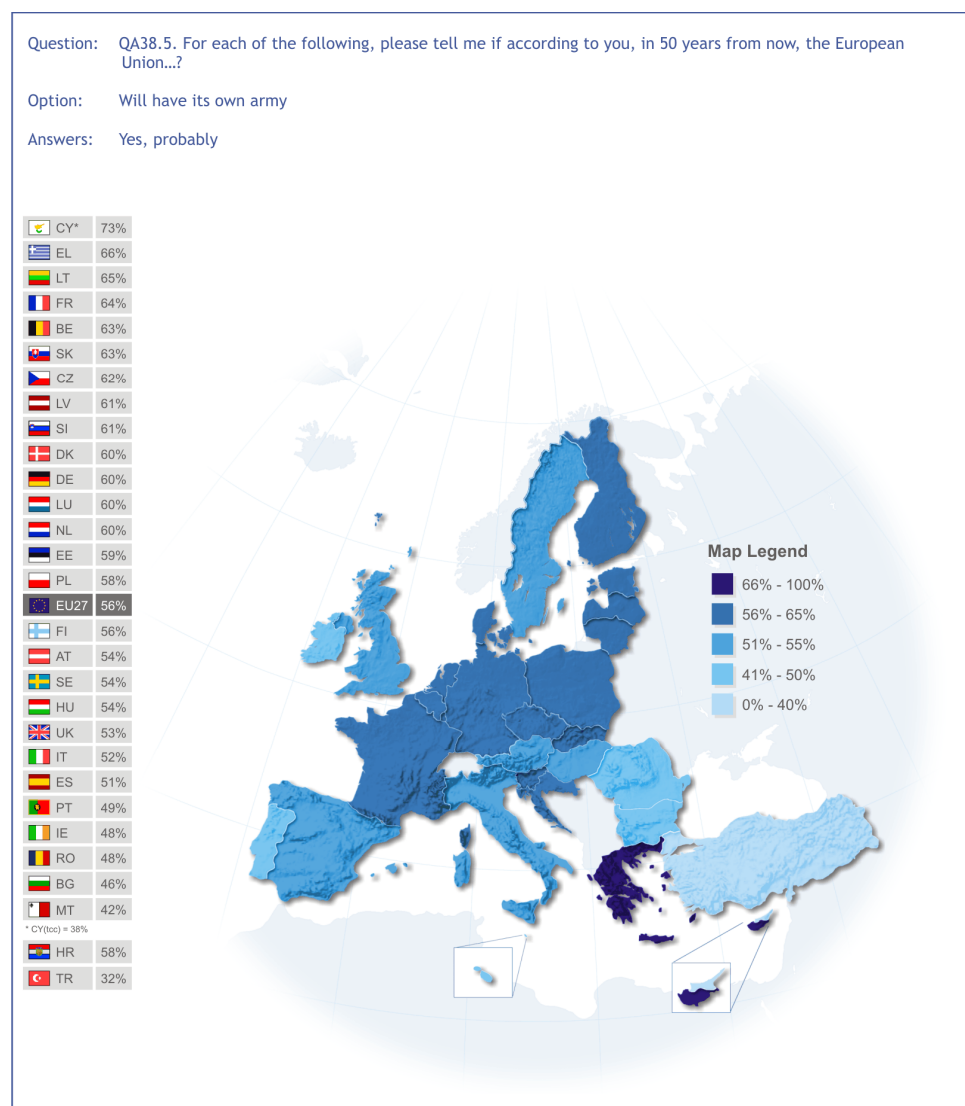 Question: QA38.5. For each of the following, please tell me if according to you, in 50 years from now, the European
Union…?
Option: Will have its own army
Answers: Yes, probably
CY* 73%
EL 66%
LT 65%
FR 64%
BE 63%
SK 63%
CZ 62%
LV 61%
SI 61%
DK 60%
DE 60%
LU 60%
NL 60%
EE 59%
PL 58%
EU27 56%
FI 56%
AT 54%
SE 54%
HU 54%
UK 53%
IT 52%
ES 51%
PT 49%
IE 48%
RO 48%
BG 46%
MT 42%
* CY(tcc) = 38%
HR 58%
TR 32%
Map Legend
66% - 100%
56% - 65%
51% - 55%
41% - 50%
0% - 40%